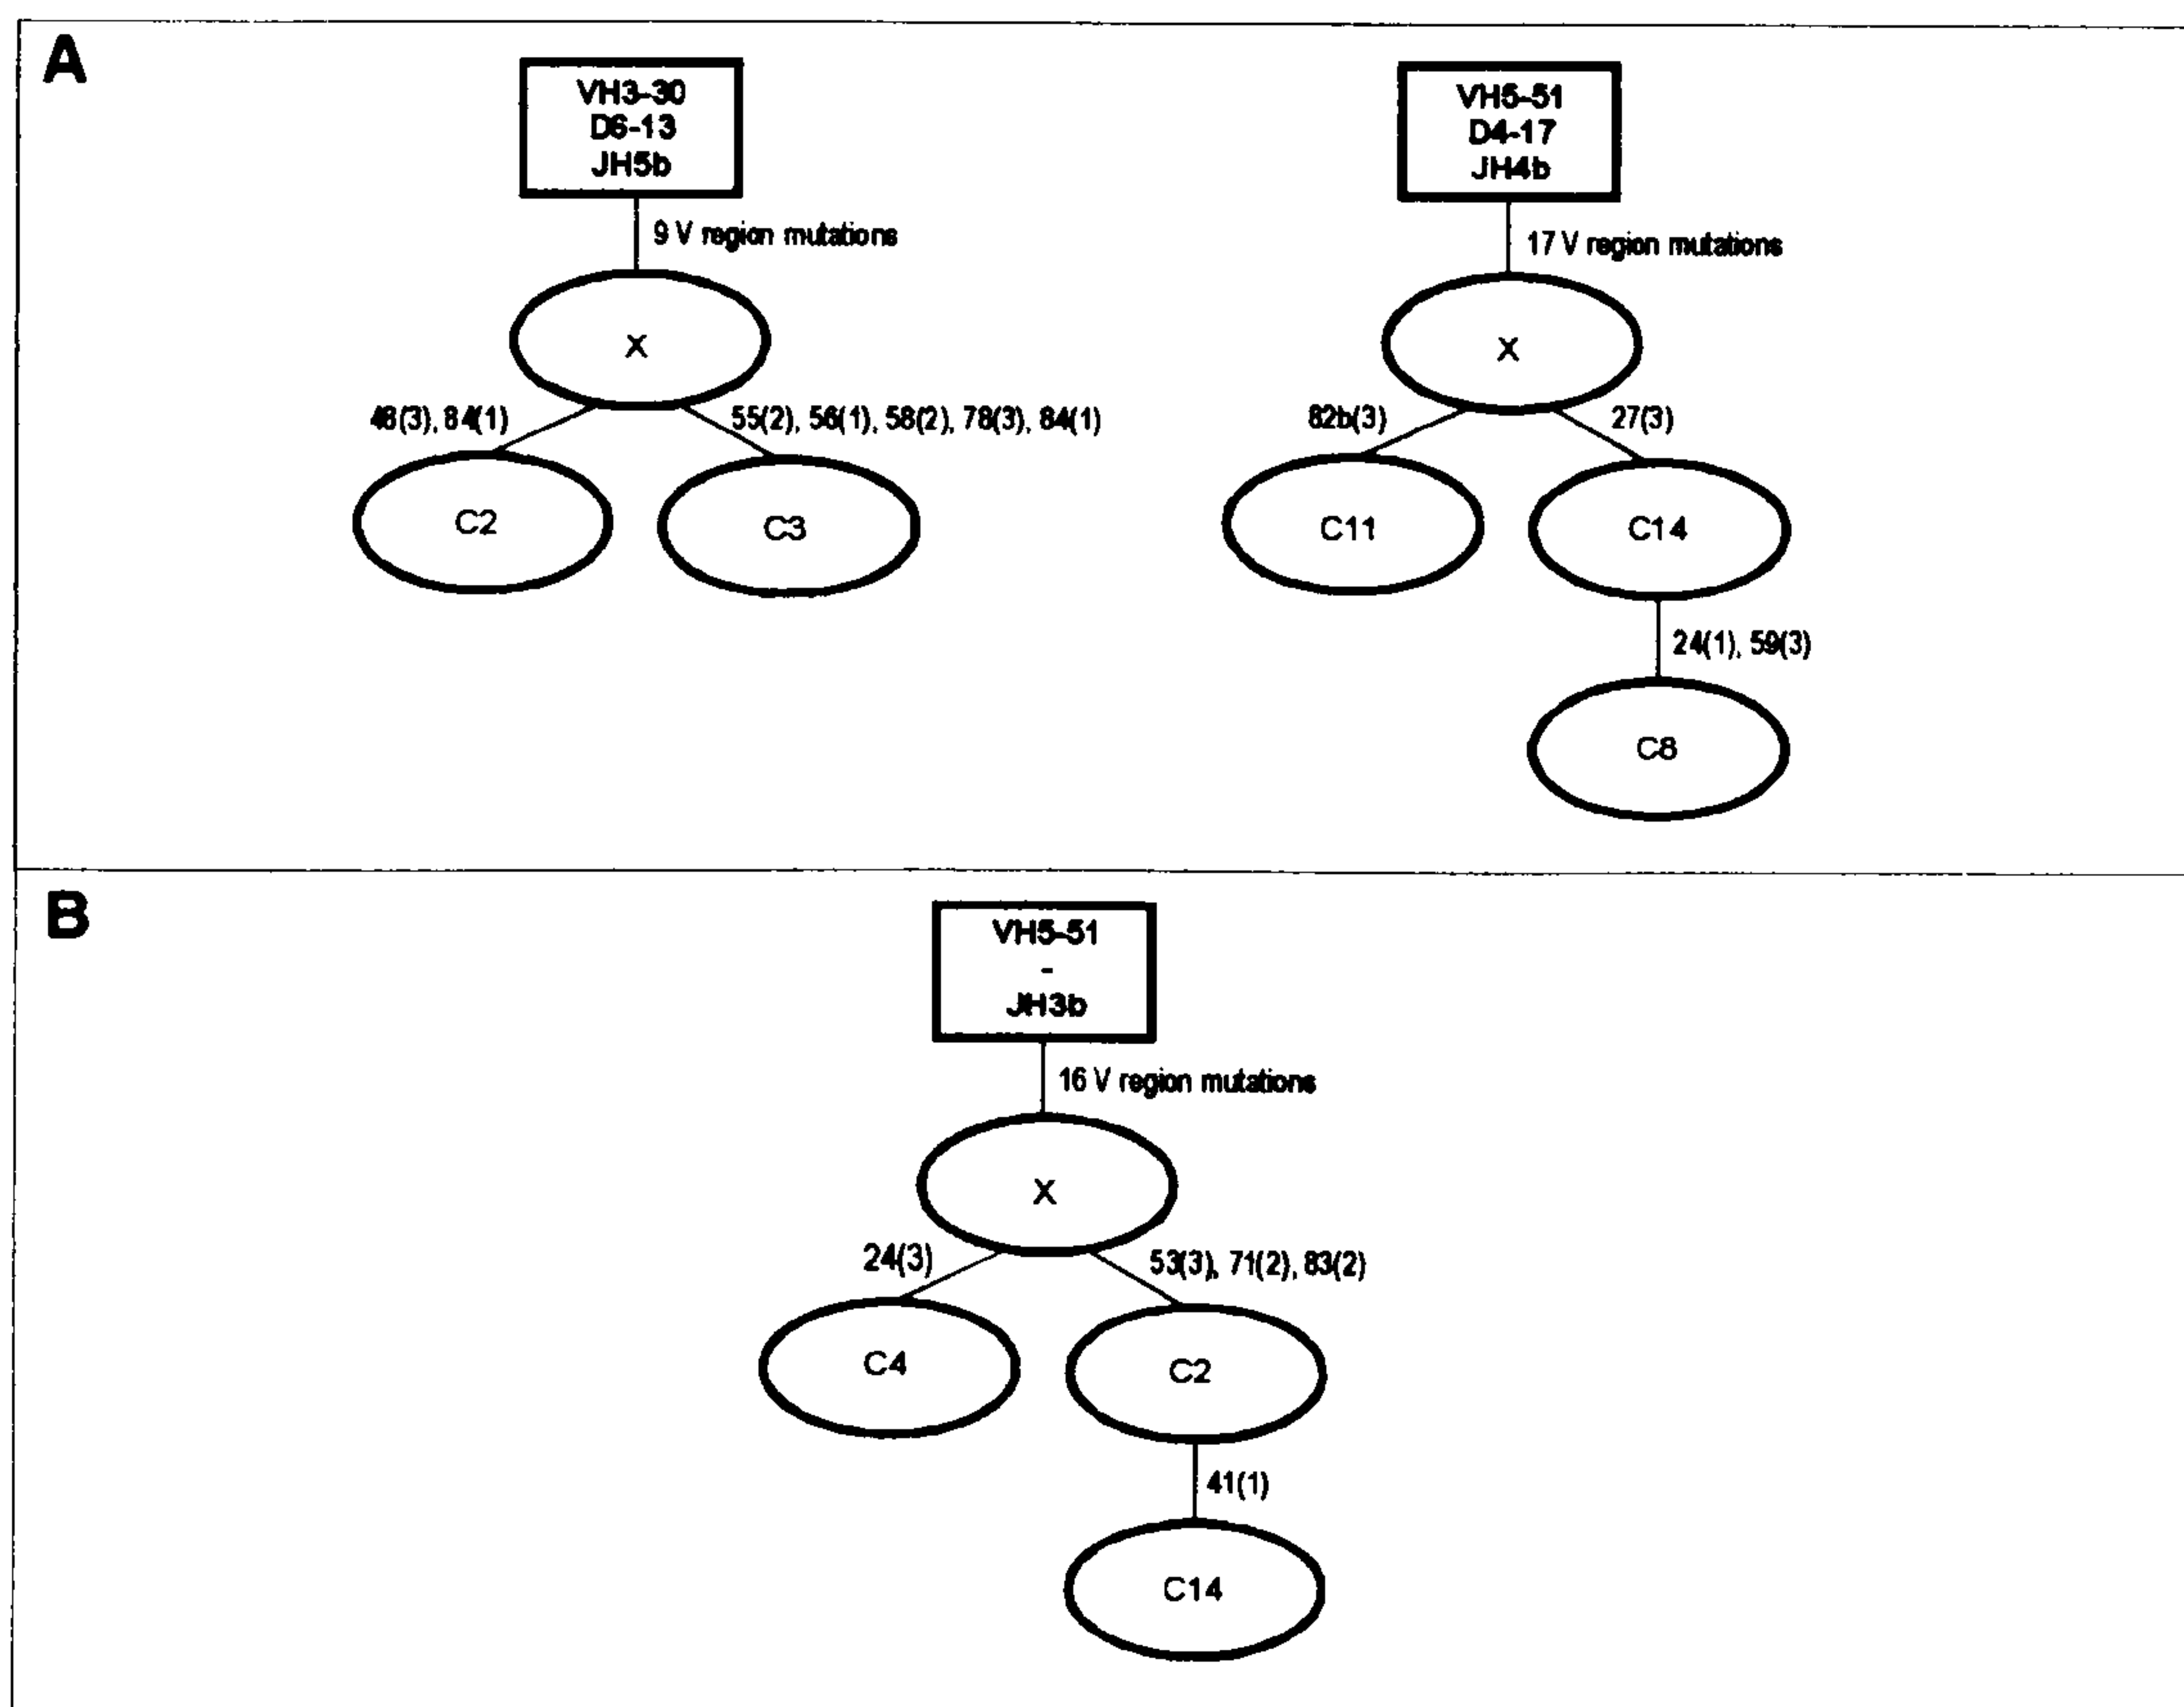 A
VH3-30
D6-13
JH5b
9 V region mutations
X
48(3), 84(1)
55(2), 56(1), 58(2), 78(3), 84(1)
C2
C3
VH5-51
D4-17
JH4b
17 V region mutations
X
82b(3)
27(3)
C11
C14
24(1), 59(3)
C8
B
VH5-51
-
JH3b
16 V region mutations
X
24(3)
53(3), 71(2), 83(2)
C4
C2
41(1)
C14